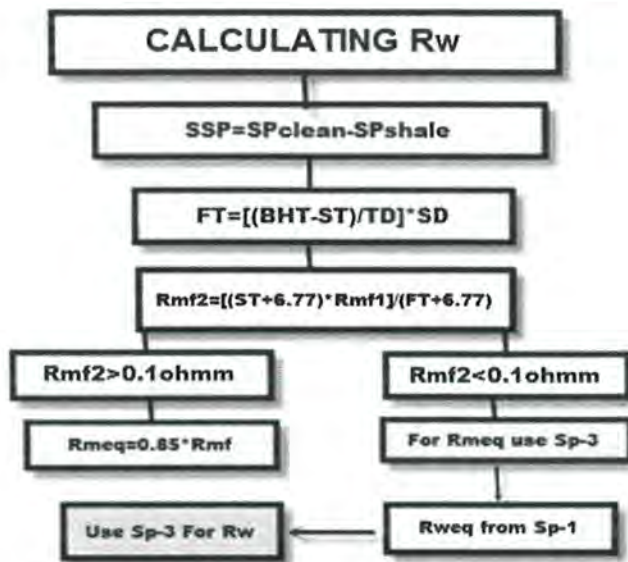 CALCULATING Rw
SSP=SPclean-SPshale
FT=[(BHT-ST)/TD]*SD
Rmf2=[(ST+6.77)*Rmf1]/(FT+6.77)
Rmf2>0.1ohmm
Rmf2<0.1ohmm
Rmeq=0.85*Rmf
For Rmeq use Sp-3
Use Sp-3 For Rw
Rweq from Sp-1